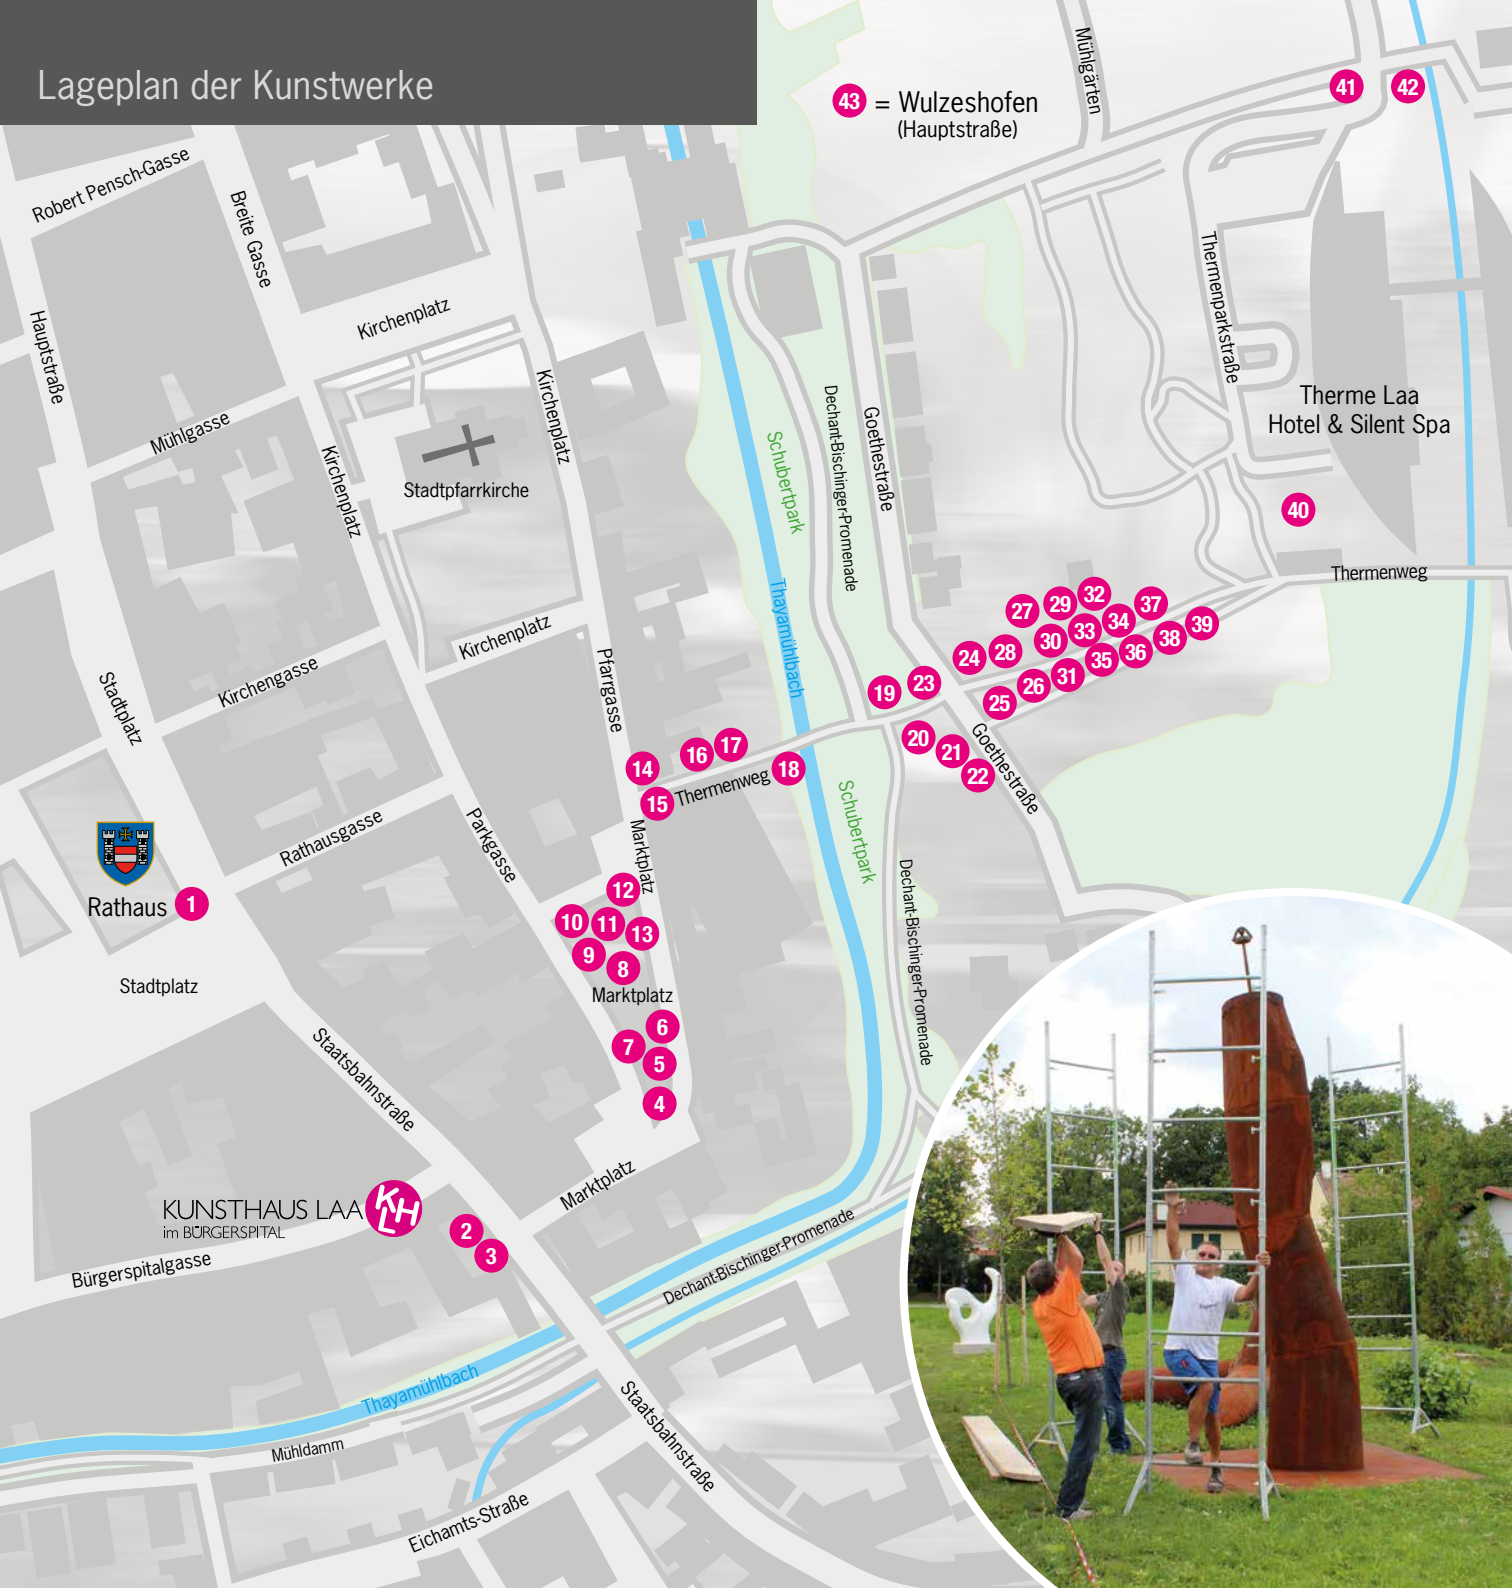 Lageplan der Kunstwerke
43 = Wulzeshofen
(Hauptstraße)
Mühlgärten
41
42
Robert Pensch-Gasse
Breite Gasse
Hauptstraße
Kirchenplatz
Mühlgasse
Kirchenplatz
Kirchenplatz
Stadtpfarrkirche
Schubertpark
Dechant-Bischinger-Promenade
Goethestraße
Thermenparkstraße
Therme Laa
Hotel & Silent Spa
40
Thermenweg
Thayamühlbach
Kirchenplatz
Kirchengasse
Stadtplatz
Pfarrgasse
27
29
32
37
24
28
30
33
34
39
19
23
25
26
31
35
36
38
20
21
22
Goethestraße
14
16
17
18
15
Thermenweg
Schubertpark
Rathausgasse
Parkgasse
Marktplatz
Rathaus
1
12
10
11
13
9
8
Marktplatz
Dechant-Bischinger-Promenade
Stadtplatz
Staatsbahnstraße
6
7
5
4
Marktplatz
KUNSTHAUS LAA
im BÜRGERSPITAL
KLH
2
3
Bürgerspitalgasse
Dechant-Bischinger-Promenade
Thayamühlbach
Mühldamm
Staatsbahnstraße
Eichamts-Straße